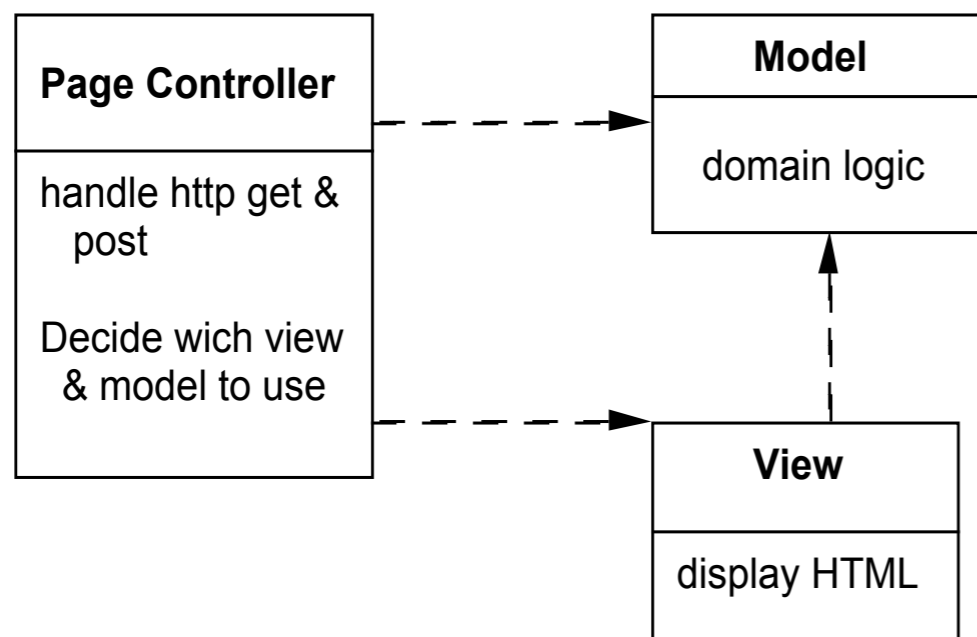 Page Controller
handle http get &
post
Decide wich view
& model to use
Model
domain logic
View
display HTML